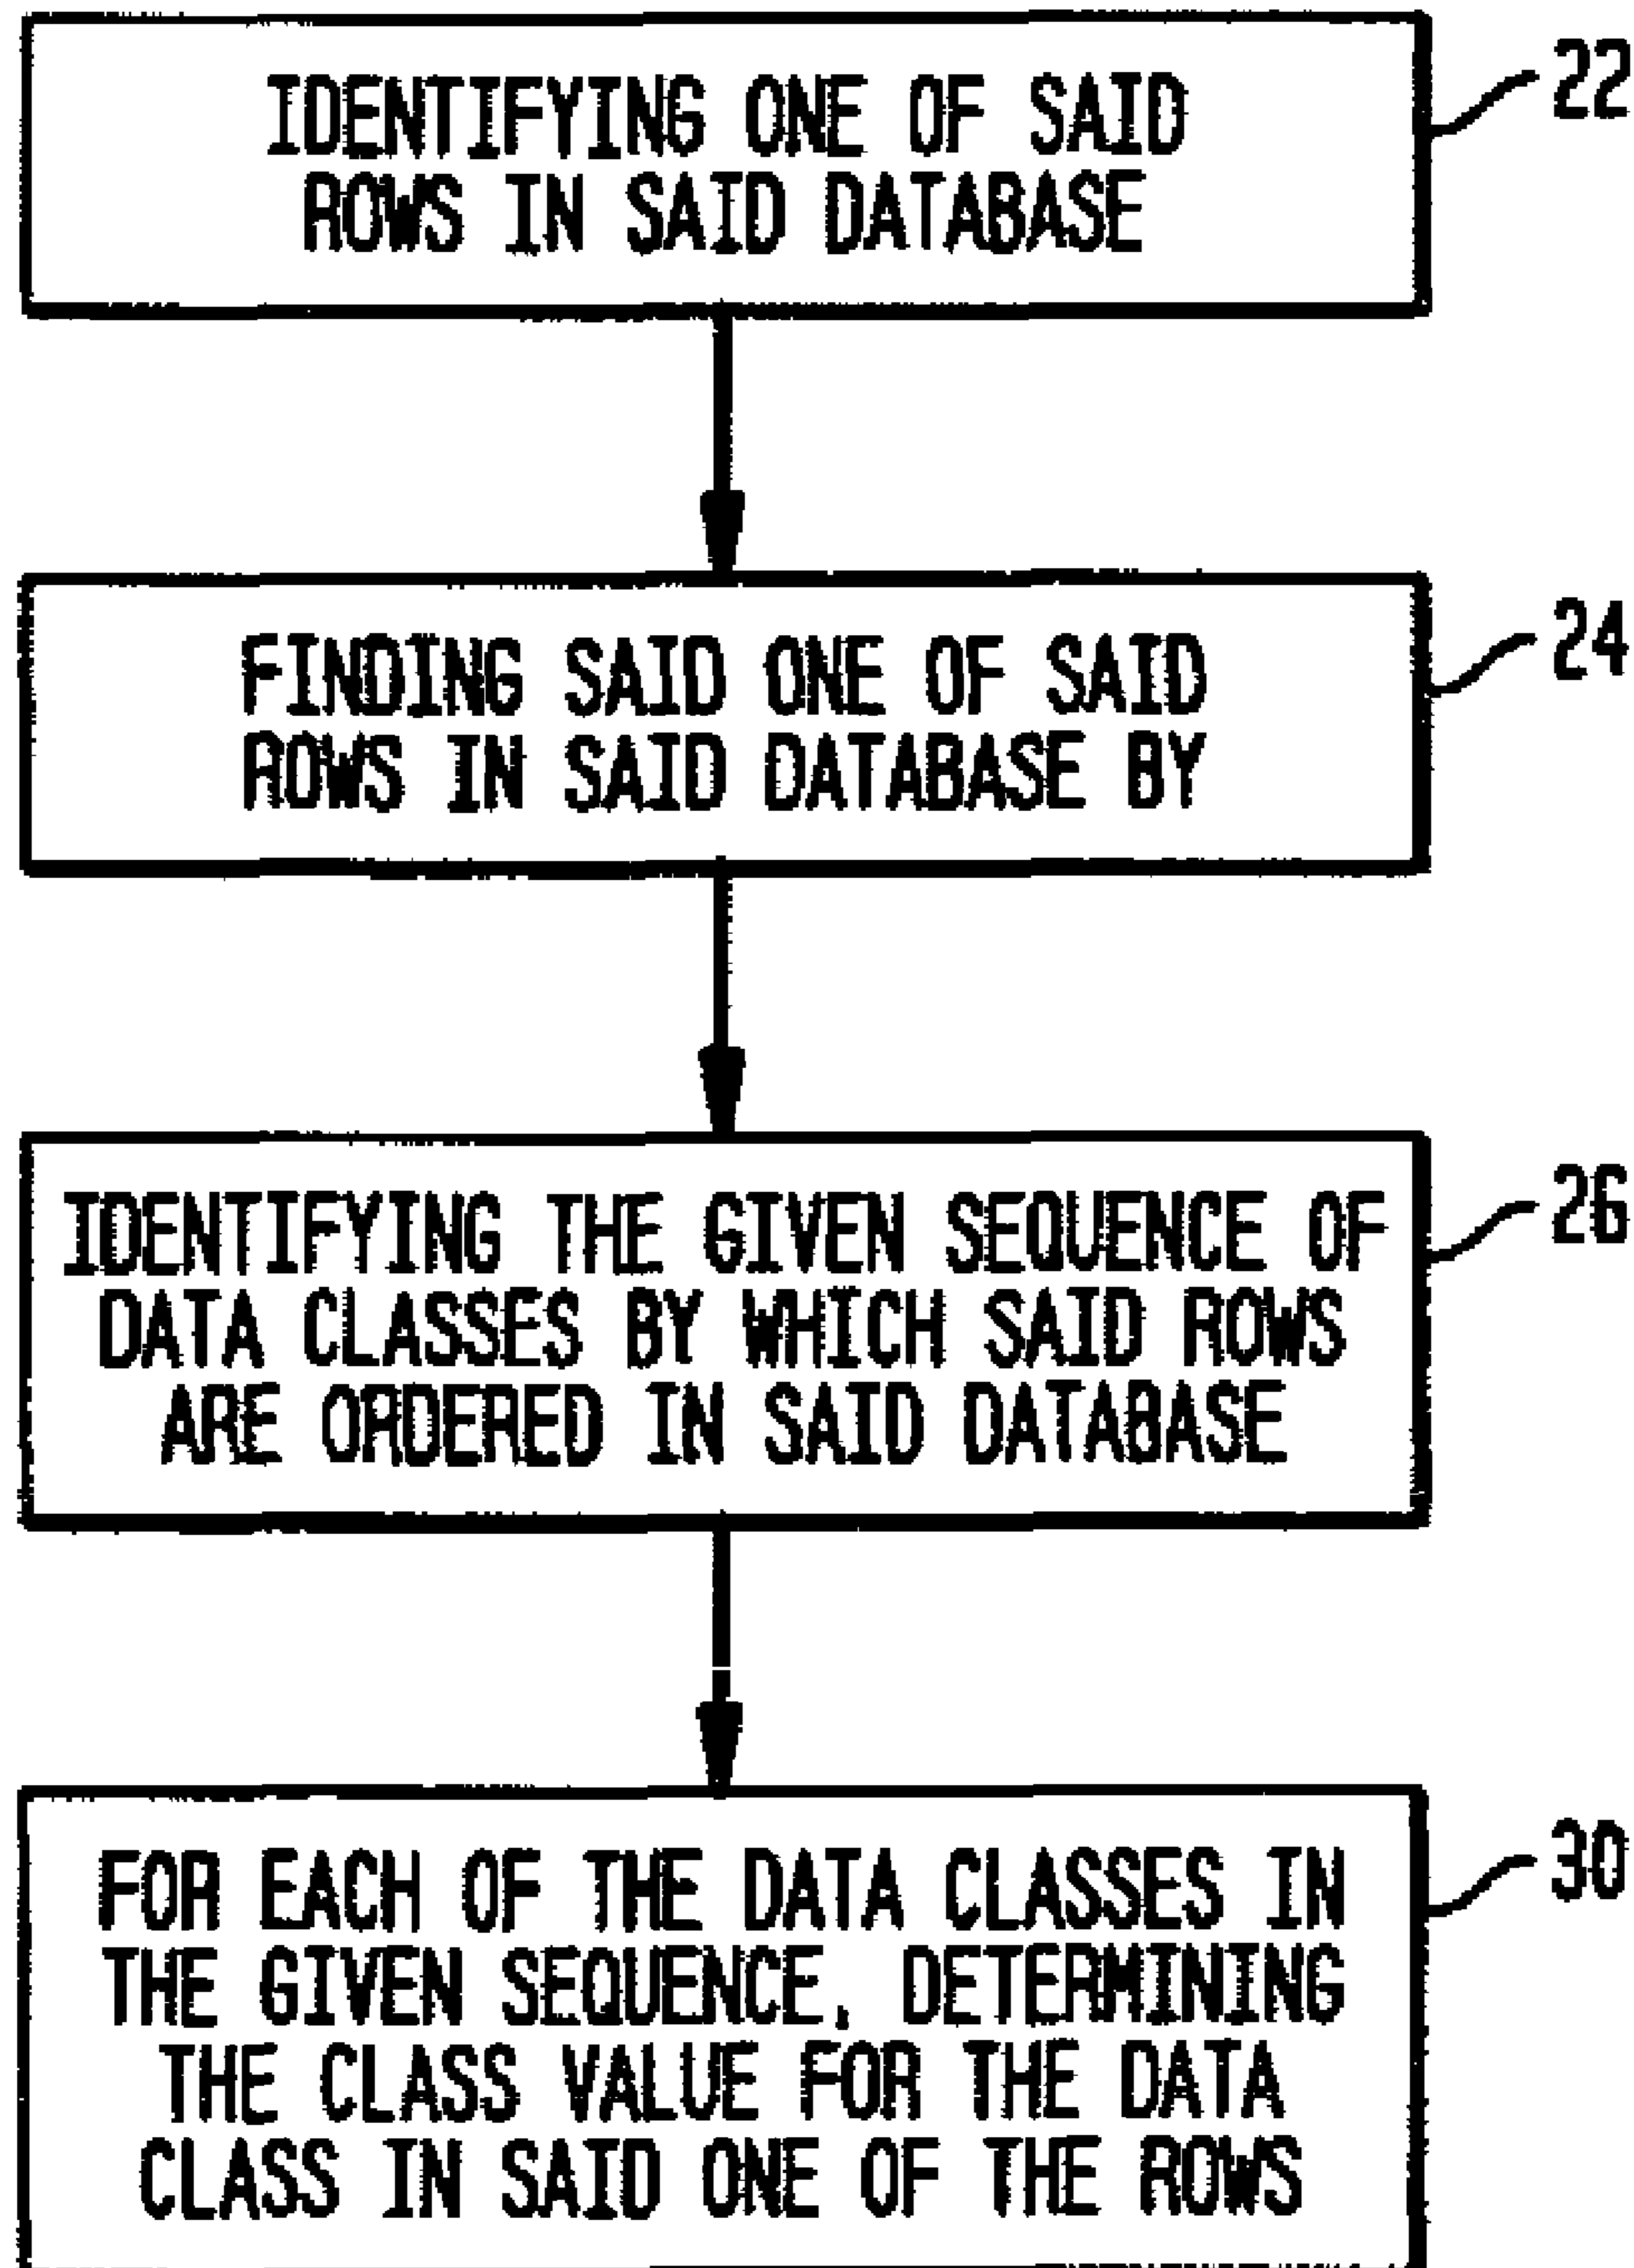 IDENTIFYING ONE OF SAID
ROWS IN SAID DATABASE
22
FINDING SAID ONE OF SAID
ROWS IN SAID DATABASE BY
24
IDENTIFYING THE GIVEN SEQUENCE OF
DATA CLASSES BY WHICH SAID ROWS
ARE ORDERED IN SAID DATABASE
26
FOR EACH OF THE DATA CLASSES IN
THE GIVEN SEQUENCE, DETERMINING
THE CLASS VALUE FOR THE DATA
CLASS IN SAID ONE OF THE ROWS
30